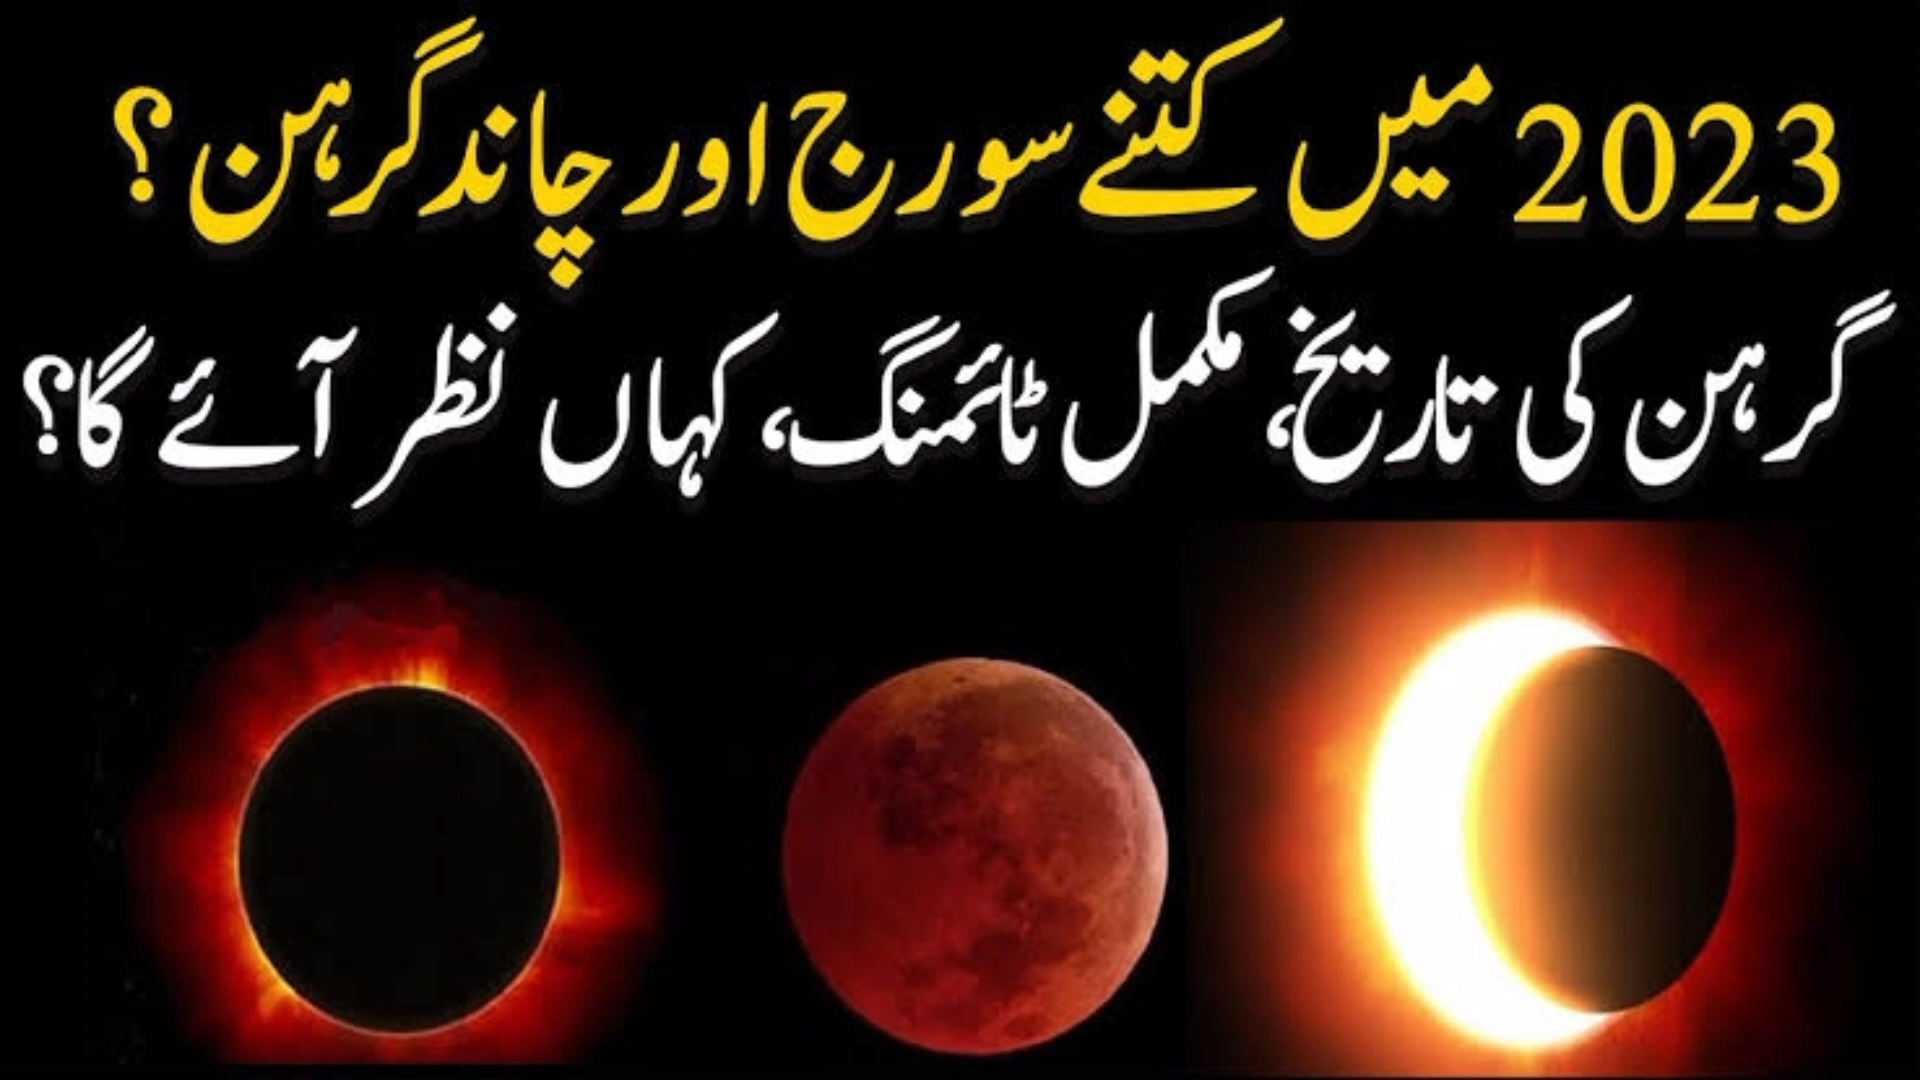 2023 میں کتنے سورج اور چاند گرہن؟
گرہن کی تاریخ، مکمل ٹائمنگ، کہاں نظر آئے گا؟